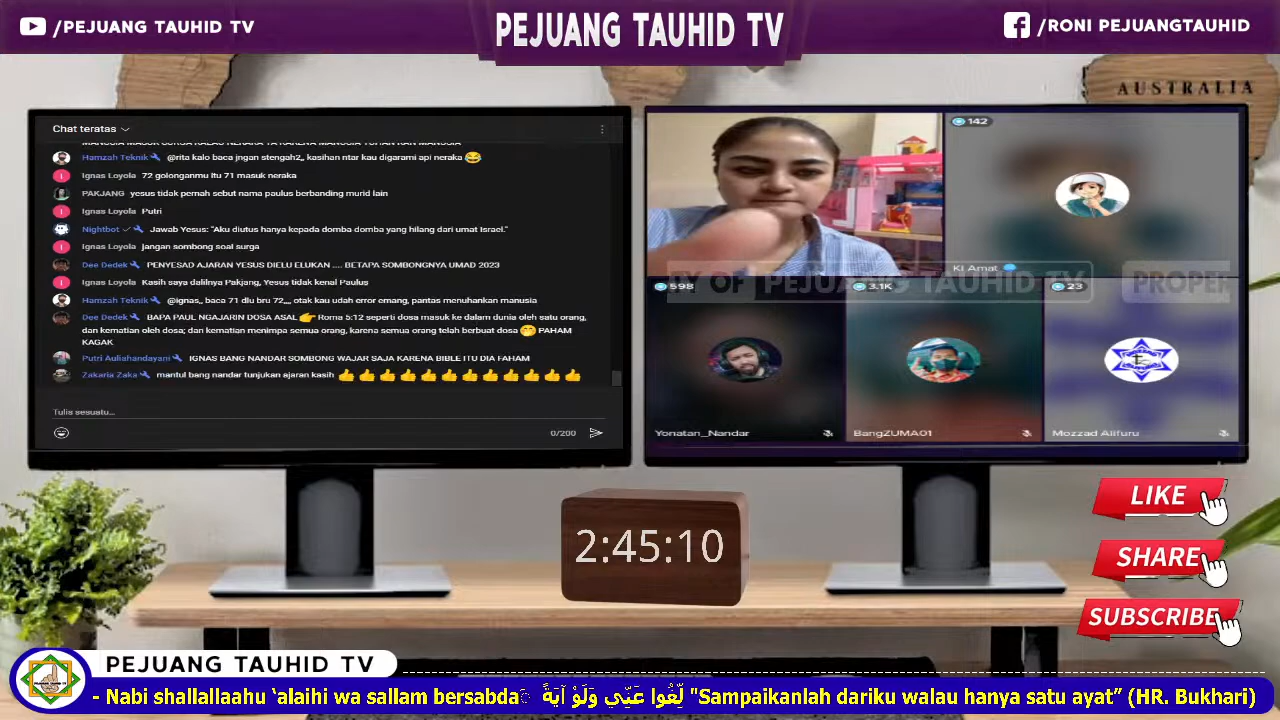 /PEJUANG TAUHID TV
PEJUANG TAUHID TV
/RONI PEJUANGTAUHID
AUSTRALIA
Chat teratas
Hamzah Teknik @rita kalo baca jngan stengah2,, kasihan ntar kau digarami api neraka 😂
Ignas Loyola 72 golonganmu itu 71 masuk neraka
PAKJANG yesus tidak pernah sebut nama paulus berbanding murid lain
Ignas Loyola Putri
Nightbot Jawab Yesus: "Aku diutus hanya kepada domba domba yang hilang dari umat Israel."
Ignas Loyola jangan sombong soal surga
Dee Dedek PENYESAD AJARAN YESUS DIELU ELUKAN .... BETAPA SOMBONGNYA UMAD 2023
Ignas Loyola Kasih saya dalilnya Pakjang, Yesus tidak kenal Paulus
Hamzah Teknik @ignas,, baca 71 dlu bru 72,,,, otak kau udah error emang, pantas menuhankan manusia
Dee Dedek BAPA PAUL NGAJARIN DOSA ASAL 👉 Roma 5:12 seperti dosa masuk ke dalam dunia oleh satu orang,
dan kematian oleh dosa; dan kematian menimpa semua orang, karena semua orang telah berbuat dosa 🤭 PAHAM
KAGAK
Putri Auliahandayani IGNAS BANG NANDAR SOMBONG WAJAR SAJA KARENA BIBLE ITU DIA FAHAM
Zakaria Zaka mantul bang nandar tunjukan ajaran kasih 👍👍👍👍👍👍👍👍👍👍👍👍
Tulis sesuatu...
0/200
142
Ki Amat
TY OF PEJUANG TAUHID TV PROPER
598
3.1K
23
Yonatan_Nandar
BangZUMA01
Mozzad Alifuru
2:45:10
LIKE
SHARE
SUBSCRIBE
PEJUANG TAUHID TV
- Nabi shallallaahu ‘alaihi wa sallam bersabda لِّغُوا عَنِّي وَلَوْ آيَةً "Sampaikanlah dariku walau hanya satu ayat” (HR. Bukhari)